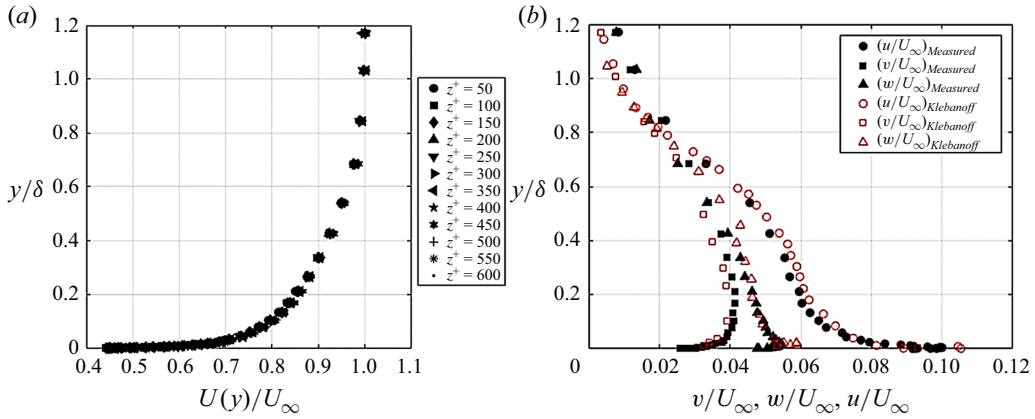 (a)
1.2
1.0
0.8
0.6
0.4
0.2
0
y/δ
0.4 0.5 0.6 0.7 0.8 0.9 1.0 1.1
U(y)/U∞
z⁺ = 50
z⁺ = 100
z⁺ = 150
z⁺ = 200
z⁺ = 250
z⁺ = 300
z⁺ = 350
z⁺ = 400
z⁺ = 450
z⁺ = 500
z⁺ = 550
z⁺ = 600
(b)
1.2
1.0
0.8
0.6
0.4
0.2
0
y/δ
0.02 0.04 0.06 0.08 0.10 0.12
v/U∞, w/U∞, u/U∞
(u/U∞)Measured
(v/U∞)Measured
(w/U∞)Measured
(u/U∞)Klebanoff
(v/U∞)Klebanoff
(w/U∞)Klebanoff